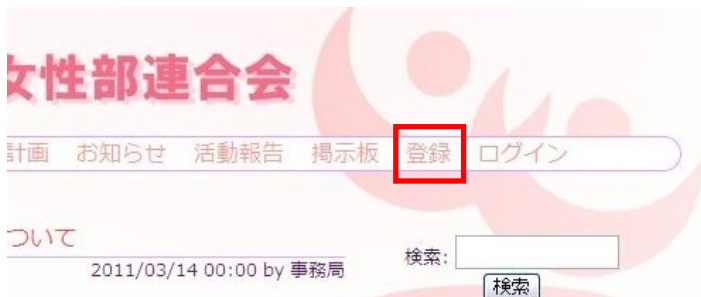 女性部連合会
計画 お知らせ 活動報告 掲示板 登録 ログイン
ついて
2011/03/14 00:00 by 事務局
検索:
検索